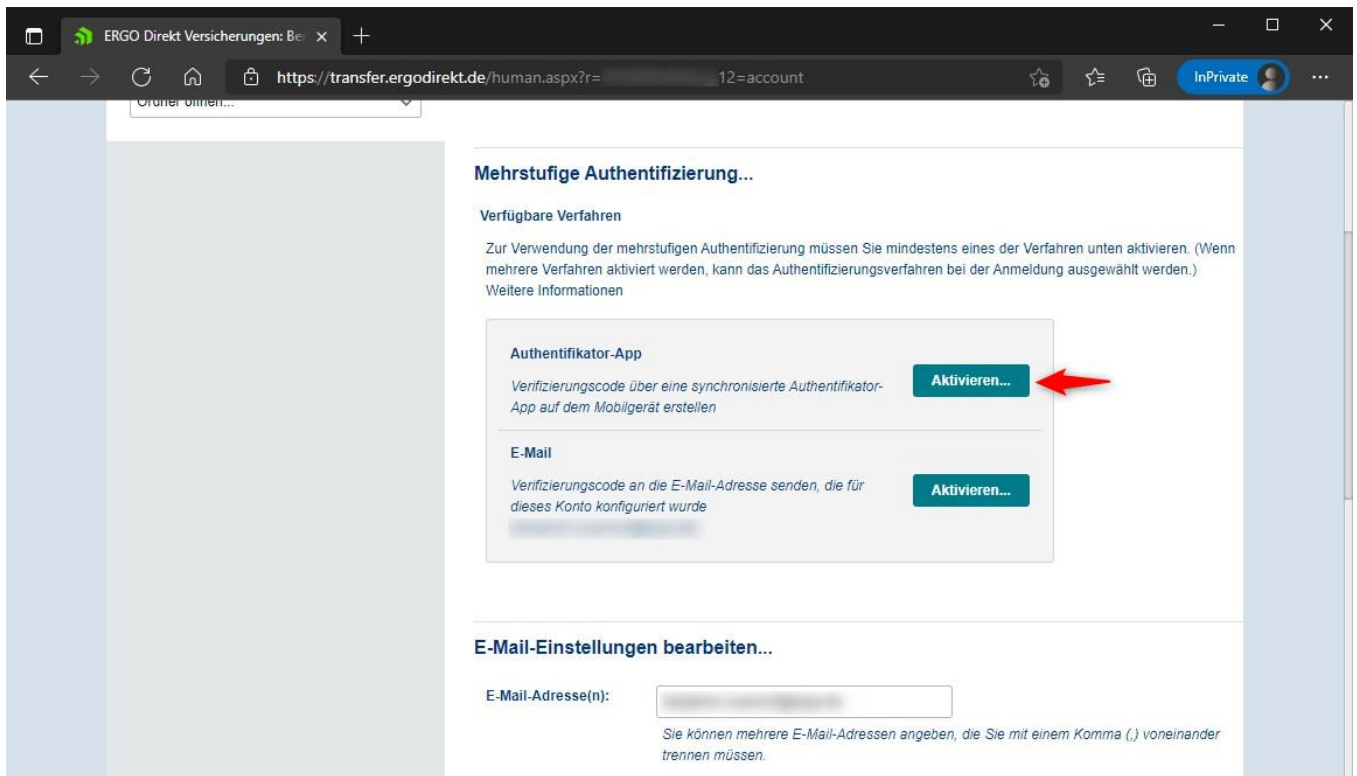 ERGO Direkt Versicherungen: Be
https://transfer.ergodirekt.de/human.aspx?r= 12=account
InPrivate
Ordner öffnen...
Mehrstufige Authentifizierung...
Verfügbare Verfahren
Zur Verwendung der mehrstufigen Authentifizierung müssen Sie mindestens eines der Verfahren unten aktivieren. (Wenn
mehrere Verfahren aktiviert werden, kann das Authentifizierungsverfahren bei der Anmeldung ausgewählt werden.)
Weitere Informationen
Authentifikator-App
Verifizierungscode über eine synchronisierte Authentifikator-
App auf dem Mobilgerät erstellen
Aktivieren...
E-Mail
Verifizierungscode an die E-Mail-Adresse senden, die für
dieses Konto konfiguriert wurde
Aktivieren...
E-Mail-Einstellungen bearbeiten...
E-Mail-Adresse(n):
Sie können mehrere E-Mail-Adressen angeben, die Sie mit einem Komma (,) voneinander
trennen müssen.